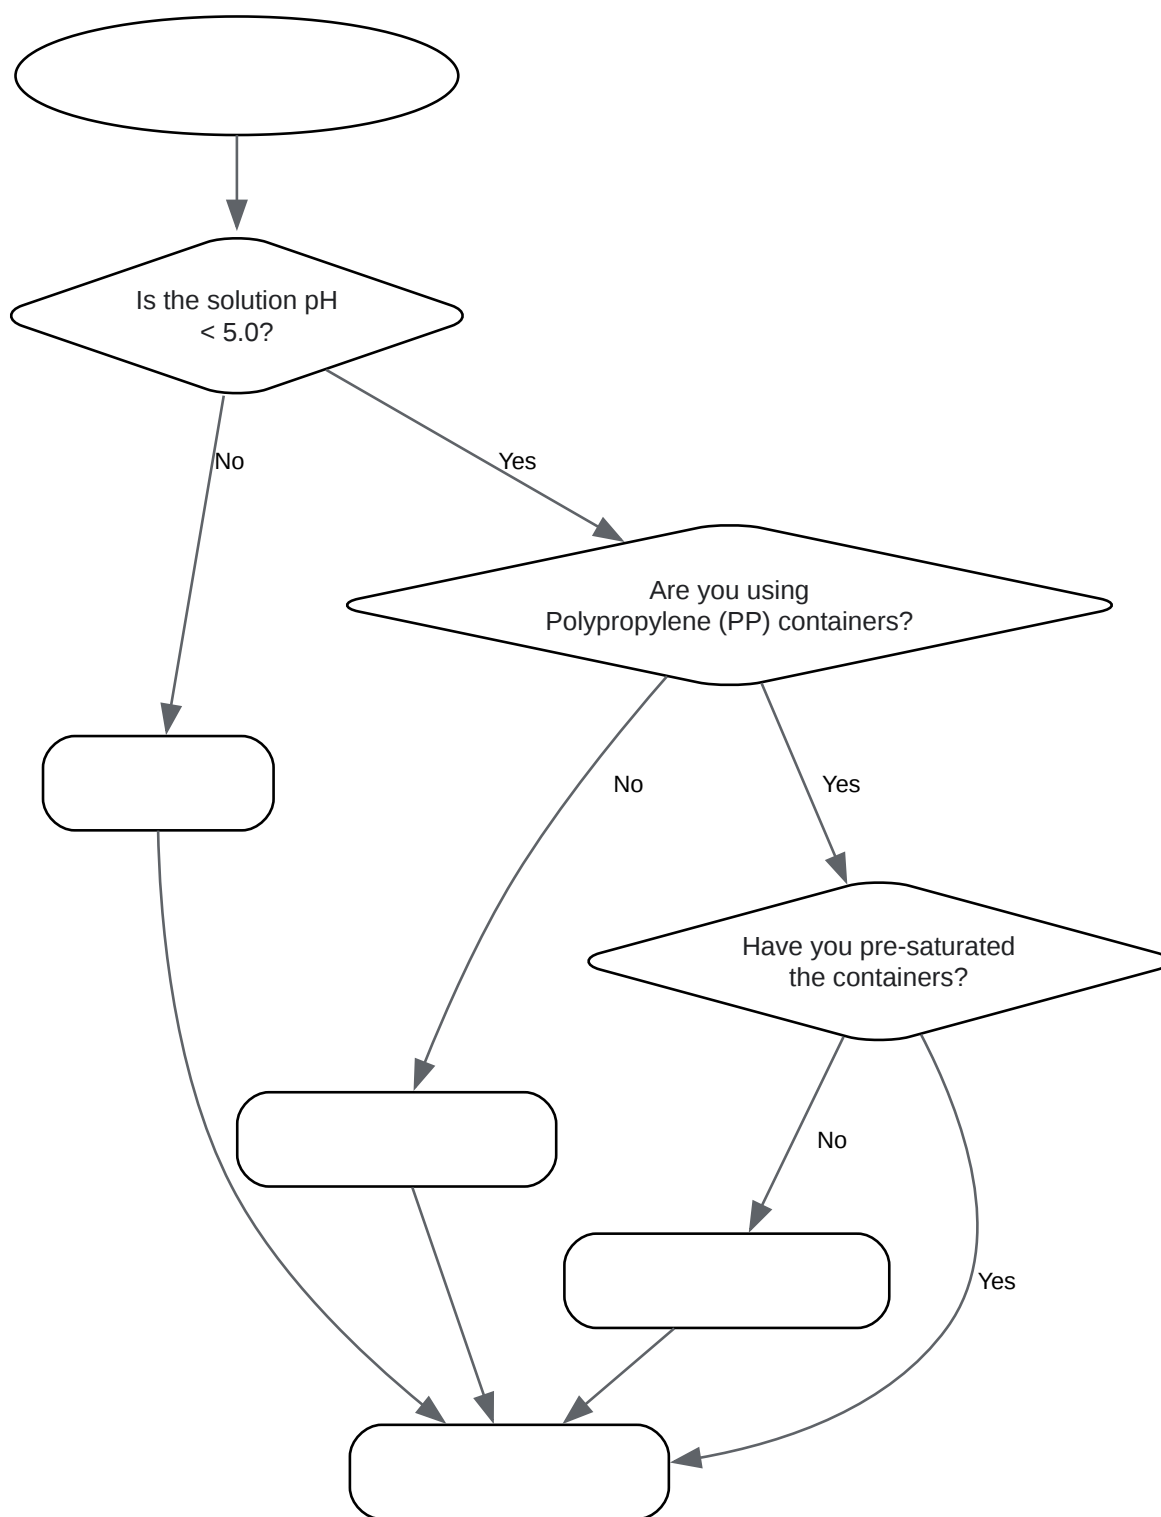 Is the solution pH
< 5.0?
No
Yes
Are you using
Polypropylene (PP) containers?
No
Yes
Have you pre-saturated
the containers?
No
Yes